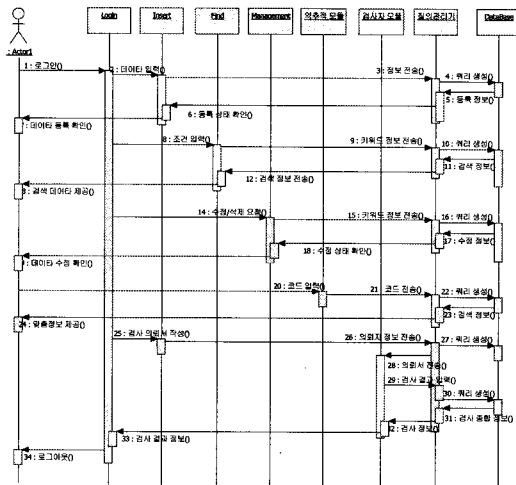 Login
Insert
Find
Management
역추적 모듈
검사자 모듈
질의관리기
DataBase
: Actor1
1 : 로그인()
: 데이타 입력()
3 : 정보 전송()
4 : 쿼리 생성()
5 : 등록 정보()
6 : 등록 상태 확인()
: 데이타 등록 확인()
8 : 조건 입력()
9 : 키워드 정보 전송()
10 : 쿼리 생성()
11 : 검색 정보()
12 : 검색 정보 전송()
3 : 검색 데이타 제공()
14 : 수정/삭제 요청()
15 : 키워드 정보 전송()
16 : 쿼리 생성()
17 : 수정 정보()
18 : 수정 상태 확인()
: 데이타 수정 확인()
20 : 코드 입력()
21 : 코드 전송()
22 : 쿼리 생성()
23 : 검색 정보()
24 : 맞춤정보 제공()
25 : 검사 의뢰서 작성()
26 : 의뢰자 정보 전송()
27 : 쿼리 생성()
28 : 의뢰서 전송()
29 : 검사 결과 입력()
30 : 쿼리 생성()
31 : 검사 종합 정보()
32 : 검사 정보()
33 : 검사 결과 정보()
34 : 로그아웃()